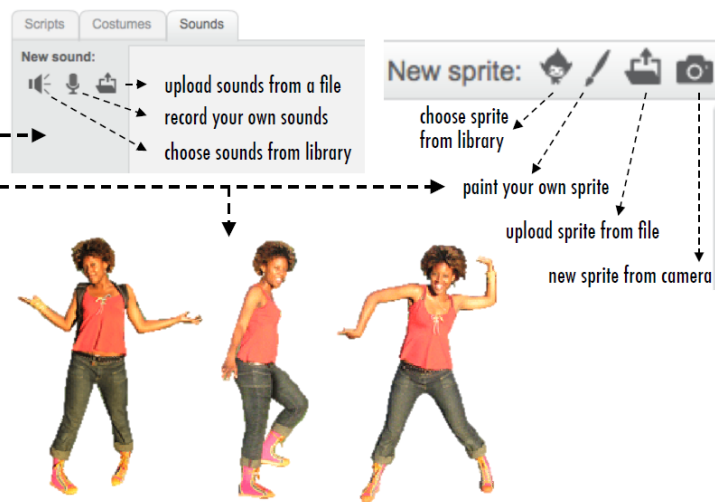 Scripts Costumes Sounds
New sound:
upload sounds from a file
record your own sounds
choose sounds from library
New sprite:
choose sprite
from library
paint your own sprite
upload sprite from file
new sprite from camera